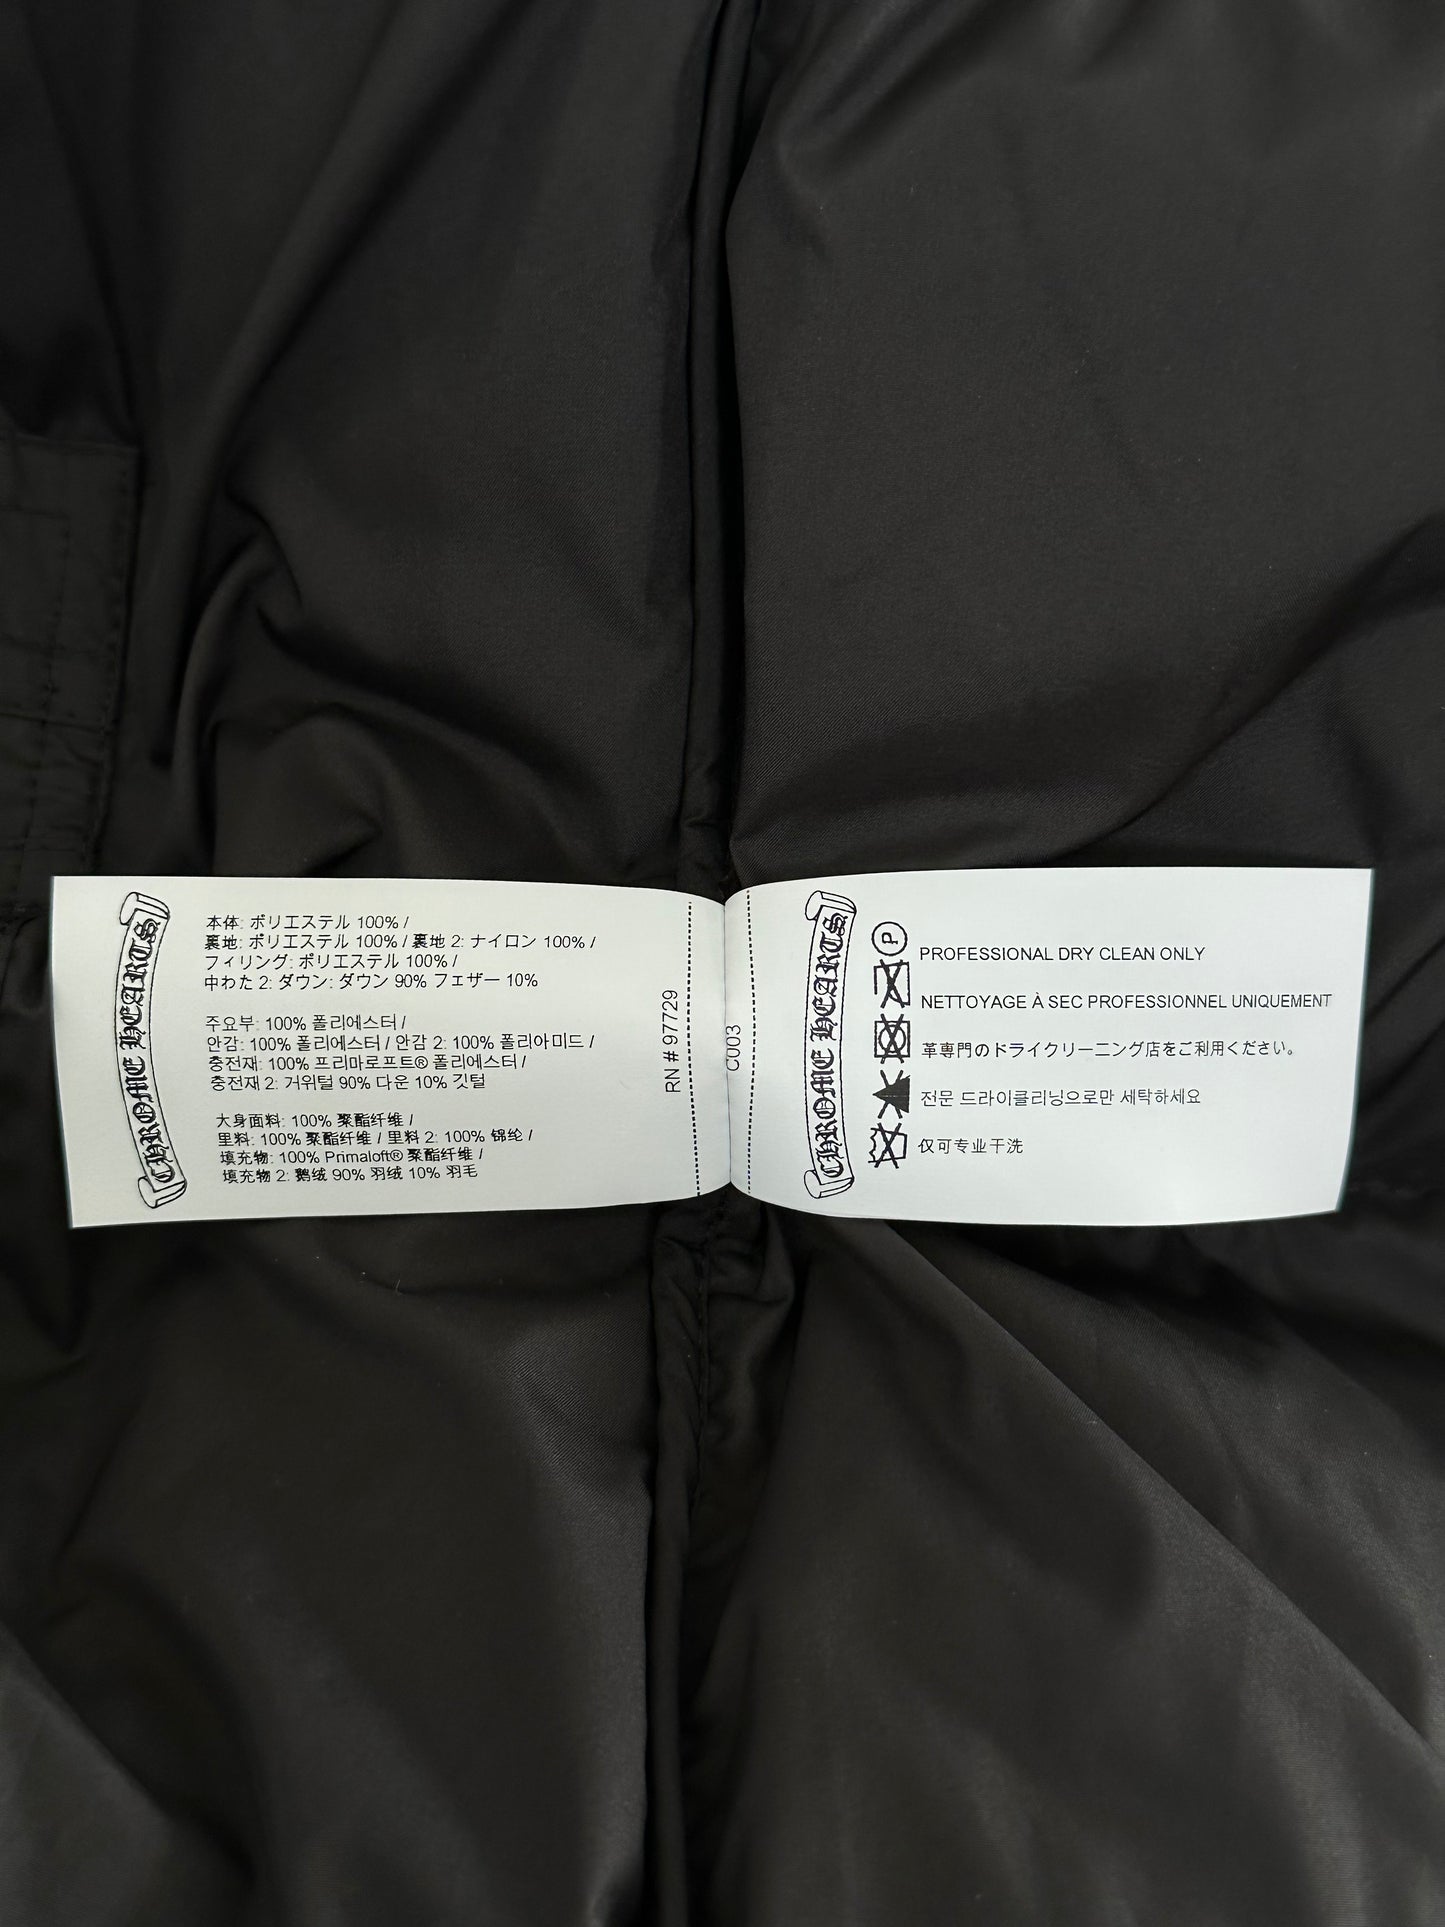 CHROME HEARTS
本体: ポリエステル 100% /
裏地: ポリエステル 100% / 裏地 2: ナイロン 100% /
フィリング: ポリエステル 100% /
中わた 2: ダウン: ダウン 90% フェザー 10%
주요부: 100% 폴리에스터 /
안감: 100% 폴리에스터 / 안감 2: 100% 폴리아미드 /
충전재: 100% 프리마로프트® 폴리에스터 /
충전재 2: 거위털 90% 다운 10% 깃털
大身面料: 100% 聚酯纤维 /
里料: 100% 聚酯纤维 / 里料 2: 100% 锦纶 /
填充物: 100% Primaloft® 聚酯纤维 /
填充物 2: 鹅绒 90% 羽绒 10% 羽毛
RN # 97729
C003
CHROME HEARTS
P
PROFESSIONAL DRY CLEAN ONLY
NETTOYAGE À SEC PROFESSIONNEL UNIQUEMENT
革専門のドライクリーニング店をご利用ください。
전문 드라이클리닝으로만 세탁하세요
仅可专业干洗